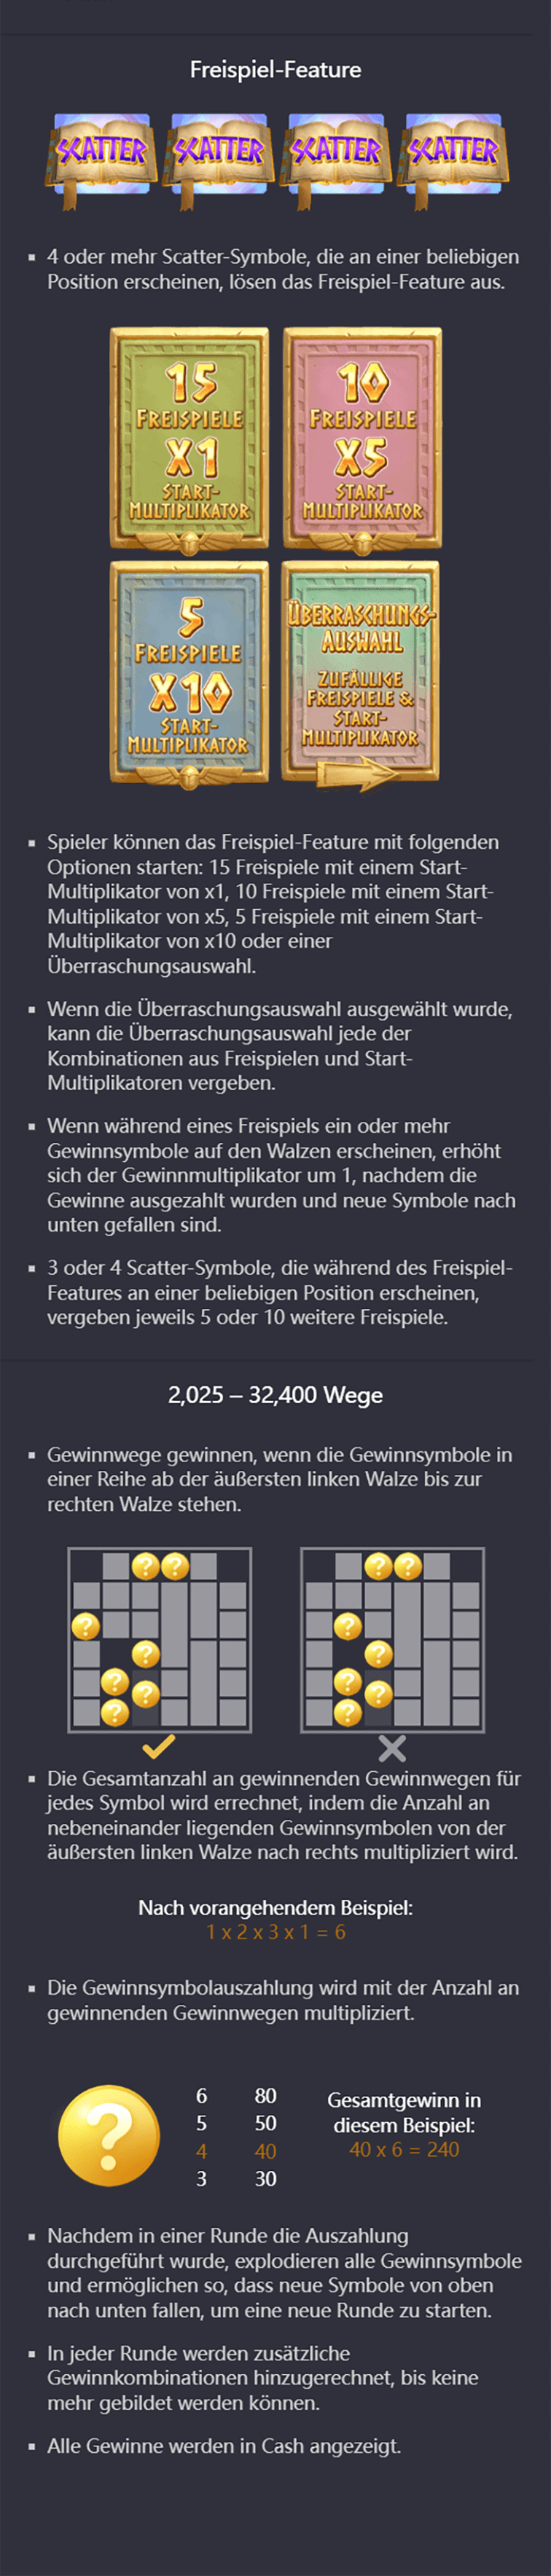 Freispiel-Feature
SCATTER SCATTER SCATTER SCATTER
▪ 4 oder mehr Scatter-Symbole, die an einer beliebigen
Position erscheinen, lösen das Freispiel-Feature aus.
15
FREISPIELE
X1
START-
MULTIPLIKATOR
10
FREISPIELE
X5
START-
MULTIPLIKATOR
5
FREISPIELE
X10
START-
MULTIPLIKATOR
ÜBERRASCHUNGS-
AUSWAHL
ZUFÄLLIGE
FREISPIELE &
START-
MULTIPLIKATOR
▪ Spieler können das Freispiel-Feature mit folgenden
Optionen starten: 15 Freispiele mit einem Start-
Multiplikator von x1, 10 Freispiele mit einem Start-
Multiplikator von x5, 5 Freispiele mit einem Start-
Multiplikator von x10 oder einer
Überraschungsauswahl.
▪ Wenn die Überraschungsauswahl ausgewählt wurde,
kann die Überraschungsauswahl jede der
Kombinationen aus Freispielen und Start-
Multiplikatoren vergeben.
▪ Wenn während eines Freispiels ein oder mehr
Gewinnsymbole auf den Walzen erscheinen, erhöht
sich der Gewinnmultiplikator um 1, nachdem die
Gewinne ausgezahlt wurden und neue Symbole nach
unten gefallen sind.
▪ 3 oder 4 Scatter-Symbole, die während des Freispiel-
Features an einer beliebigen Position erscheinen,
vergeben jeweils 5 oder 10 weitere Freispiele.
2,025 – 32,400 Wege
▪ Gewinnwege gewinnen, wenn die Gewinnsymbole in
einer Reihe ab der äußersten linken Walze bis zur
rechten Walze stehen.
? ?
?
?
?
?
?
? ?
?
?
?
?
?
▪ Die Gesamtanzahl an gewinnenden Gewinnwegen für
jedes Symbol wird errechnet, indem die Anzahl an
nebeneinander liegenden Gewinnsymbolen von der
äußersten linken Walze nach rechts multipliziert wird.
Nach vorangehendem Beispiel:
1 x 2 x 3 x 1 = 6
▪ Die Gewinnsymbolauszahlung wird mit der Anzahl an
gewinnenden Gewinnwegen multipliziert.
?
6 80
5 50
4 40
3 30
Gesamtgewinn in
diesem Beispiel:
40 x 6 = 240
▪ Nachdem in einer Runde die Auszahlung
durchgeführt wurde, explodieren alle Gewinnsymbole
und ermöglichen so, dass neue Symbole von oben
nach unten fallen, um eine neue Runde zu starten.
▪ In jeder Runde werden zusätzliche
Gewinnkombinationen hinzugerechnet, bis keine
mehr gebildet werden können.
▪ Alle Gewinne werden in Cash angezeigt.